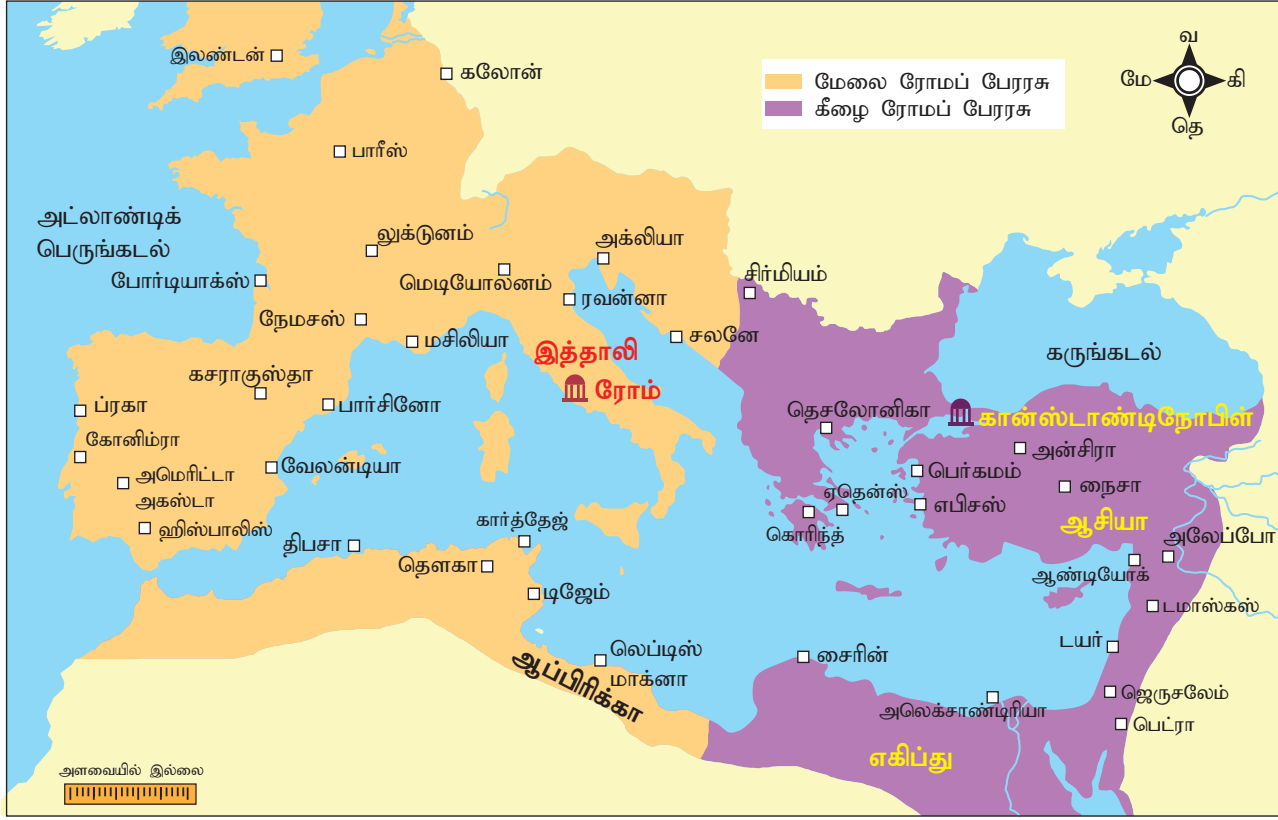 வ
மே
கி
தெ
மேலை ரோமப் பேரரசு
கீழை ரோமப் பேரரசு
இலண்டன்
கலோன்
பாரீஸ்
அட்லாண்டிக்
பெருங்கடல்
லுக்டுனம்
அக்லியா
போர்டியாக்ஸ்
மெடியோலனம்
சிர்மியம்
ரவன்னா
நேமசஸ்
மசிலியா
சலனே
இத்தாலி
ரோம்
கருங்கடல்
கசராகுஸ்தா
ப்ரகா
பார்சினோ
தெசலோனிகா
கான்ஸ்டாண்டிநோபிள்
கோனிம்ரா
அன்சிரா
வேலன்டியா
பெர்கமம்
அமெரிட்டா
அகஸ்டா
நைசா
ஏதென்ஸ்
எபிசஸ்
ஹிஸ்பாலிஸ்
கார்த்தேஜ்
கொரிந்த்
ஆசியா
திபசா
அலேப்போ
தௌகா
ஆண்டியோக்
டிஜேம்
டமாஸ்கஸ்
டயர்
லெப்டிஸ்
மாக்னா
சைரின்
ஆப்பிரிக்கா
ஜெருசலேம்
அலெக்சாண்டிரியா
பெட்ரா
எகிப்து
அளவையில் இல்லை